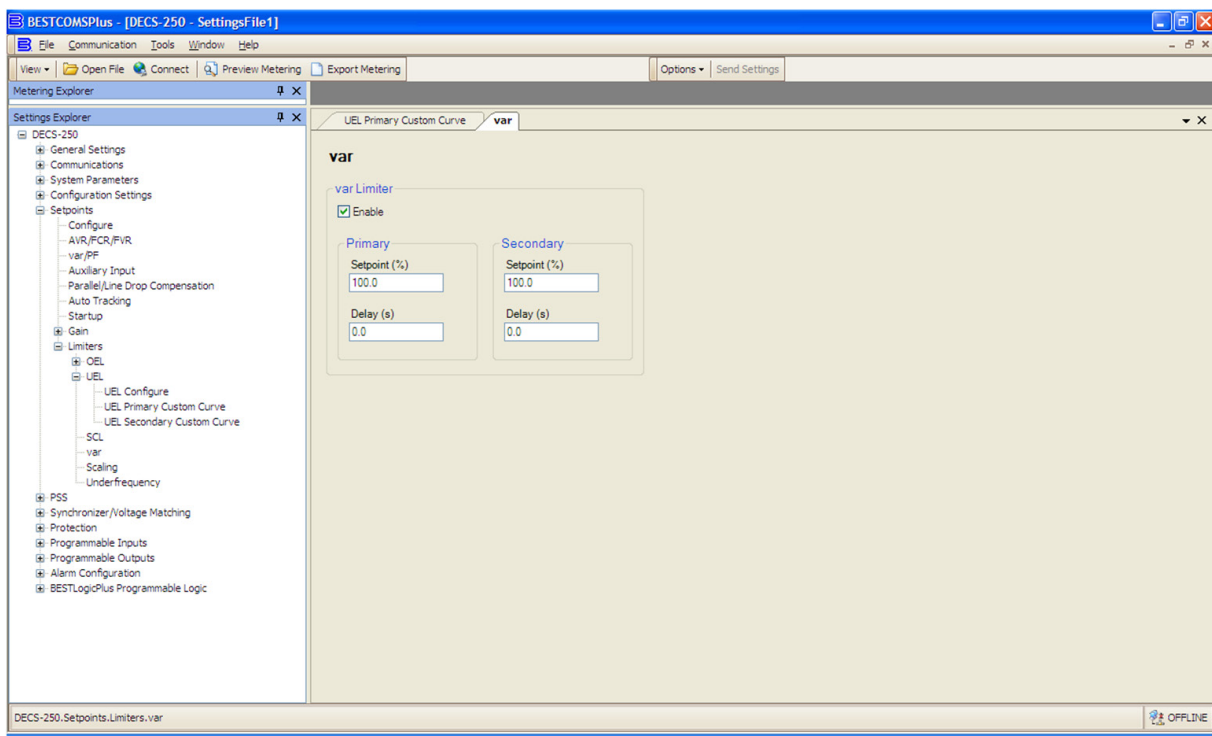 BESTCOMSPlus - [DECS-250 - SettingsFile1]
File Communication Tools Window Help
View Open File Connect Preview Metering Export Metering Options Send Settings
Metering Explorer
Settings Explorer
DECS-250
General Settings
Communications
System Parameters
Configuration Settings
Setpoints
Configure
AVR/FCR/FVR
var/PF
Auxiliary Input
Parallel/Line Drop Compensation
Auto Tracking
Startup
Gain
Limiters
OEL
UEL
UEL Configure
UEL Primary Custom Curve
UEL Secondary Custom Curve
SCL
var
Scaling
Underfrequency
PSS
Synchronizer/Voltage Matching
Protection
Programmable Inputs
Programmable Outputs
Alarm Configuration
BESTLogicPlus Programmable Logic
UEL Primary Custom Curve var
var
var Limiter
Enable
Primary Secondary
Setpoint (%) Setpoint (%)
100.0 100.0
Delay (s) Delay (s)
0.0 0.0
DECS-250.Setpoints.Limiters.var OFFLINE